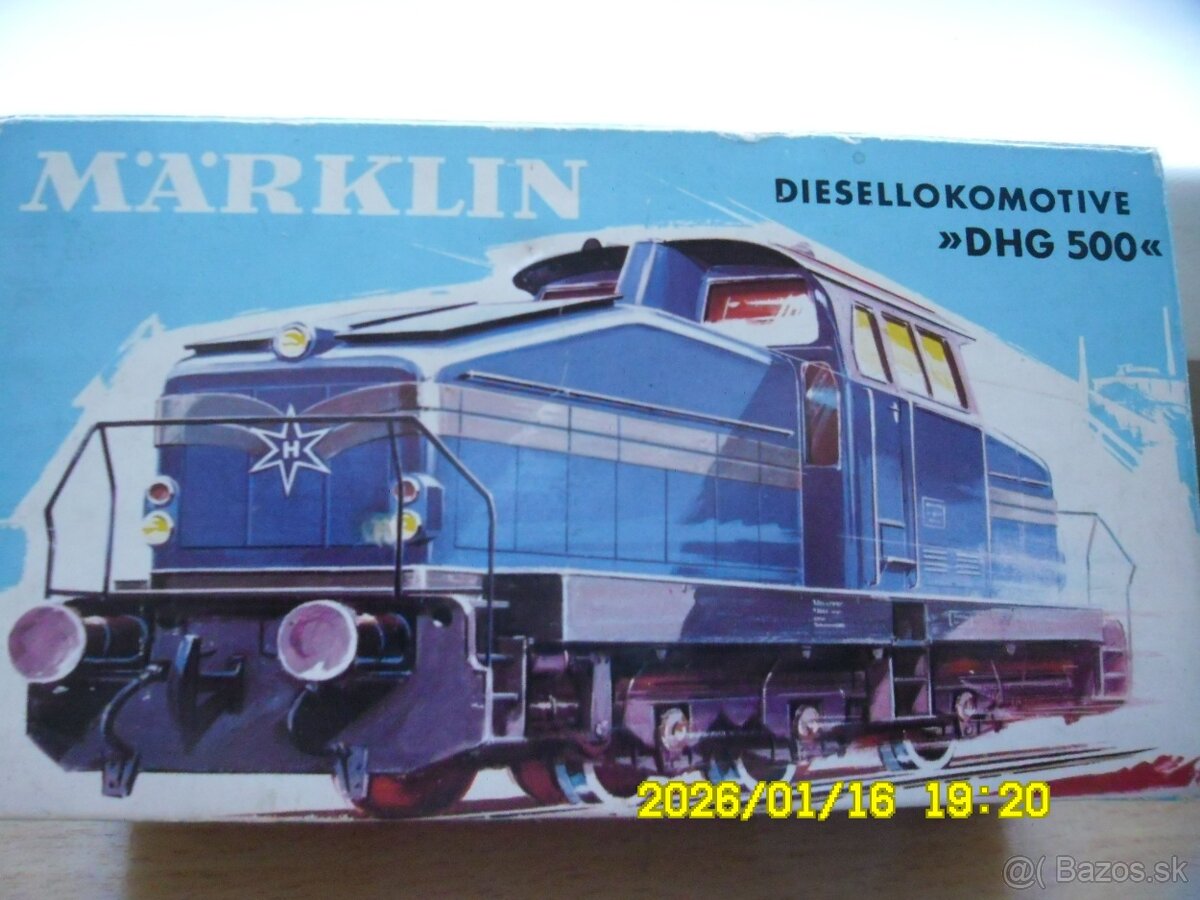 MÄRKLIN
DIESELLOKOMOTIVE
»DHG 500«
H
2026/01/16 19:20
@( Bazos.sk